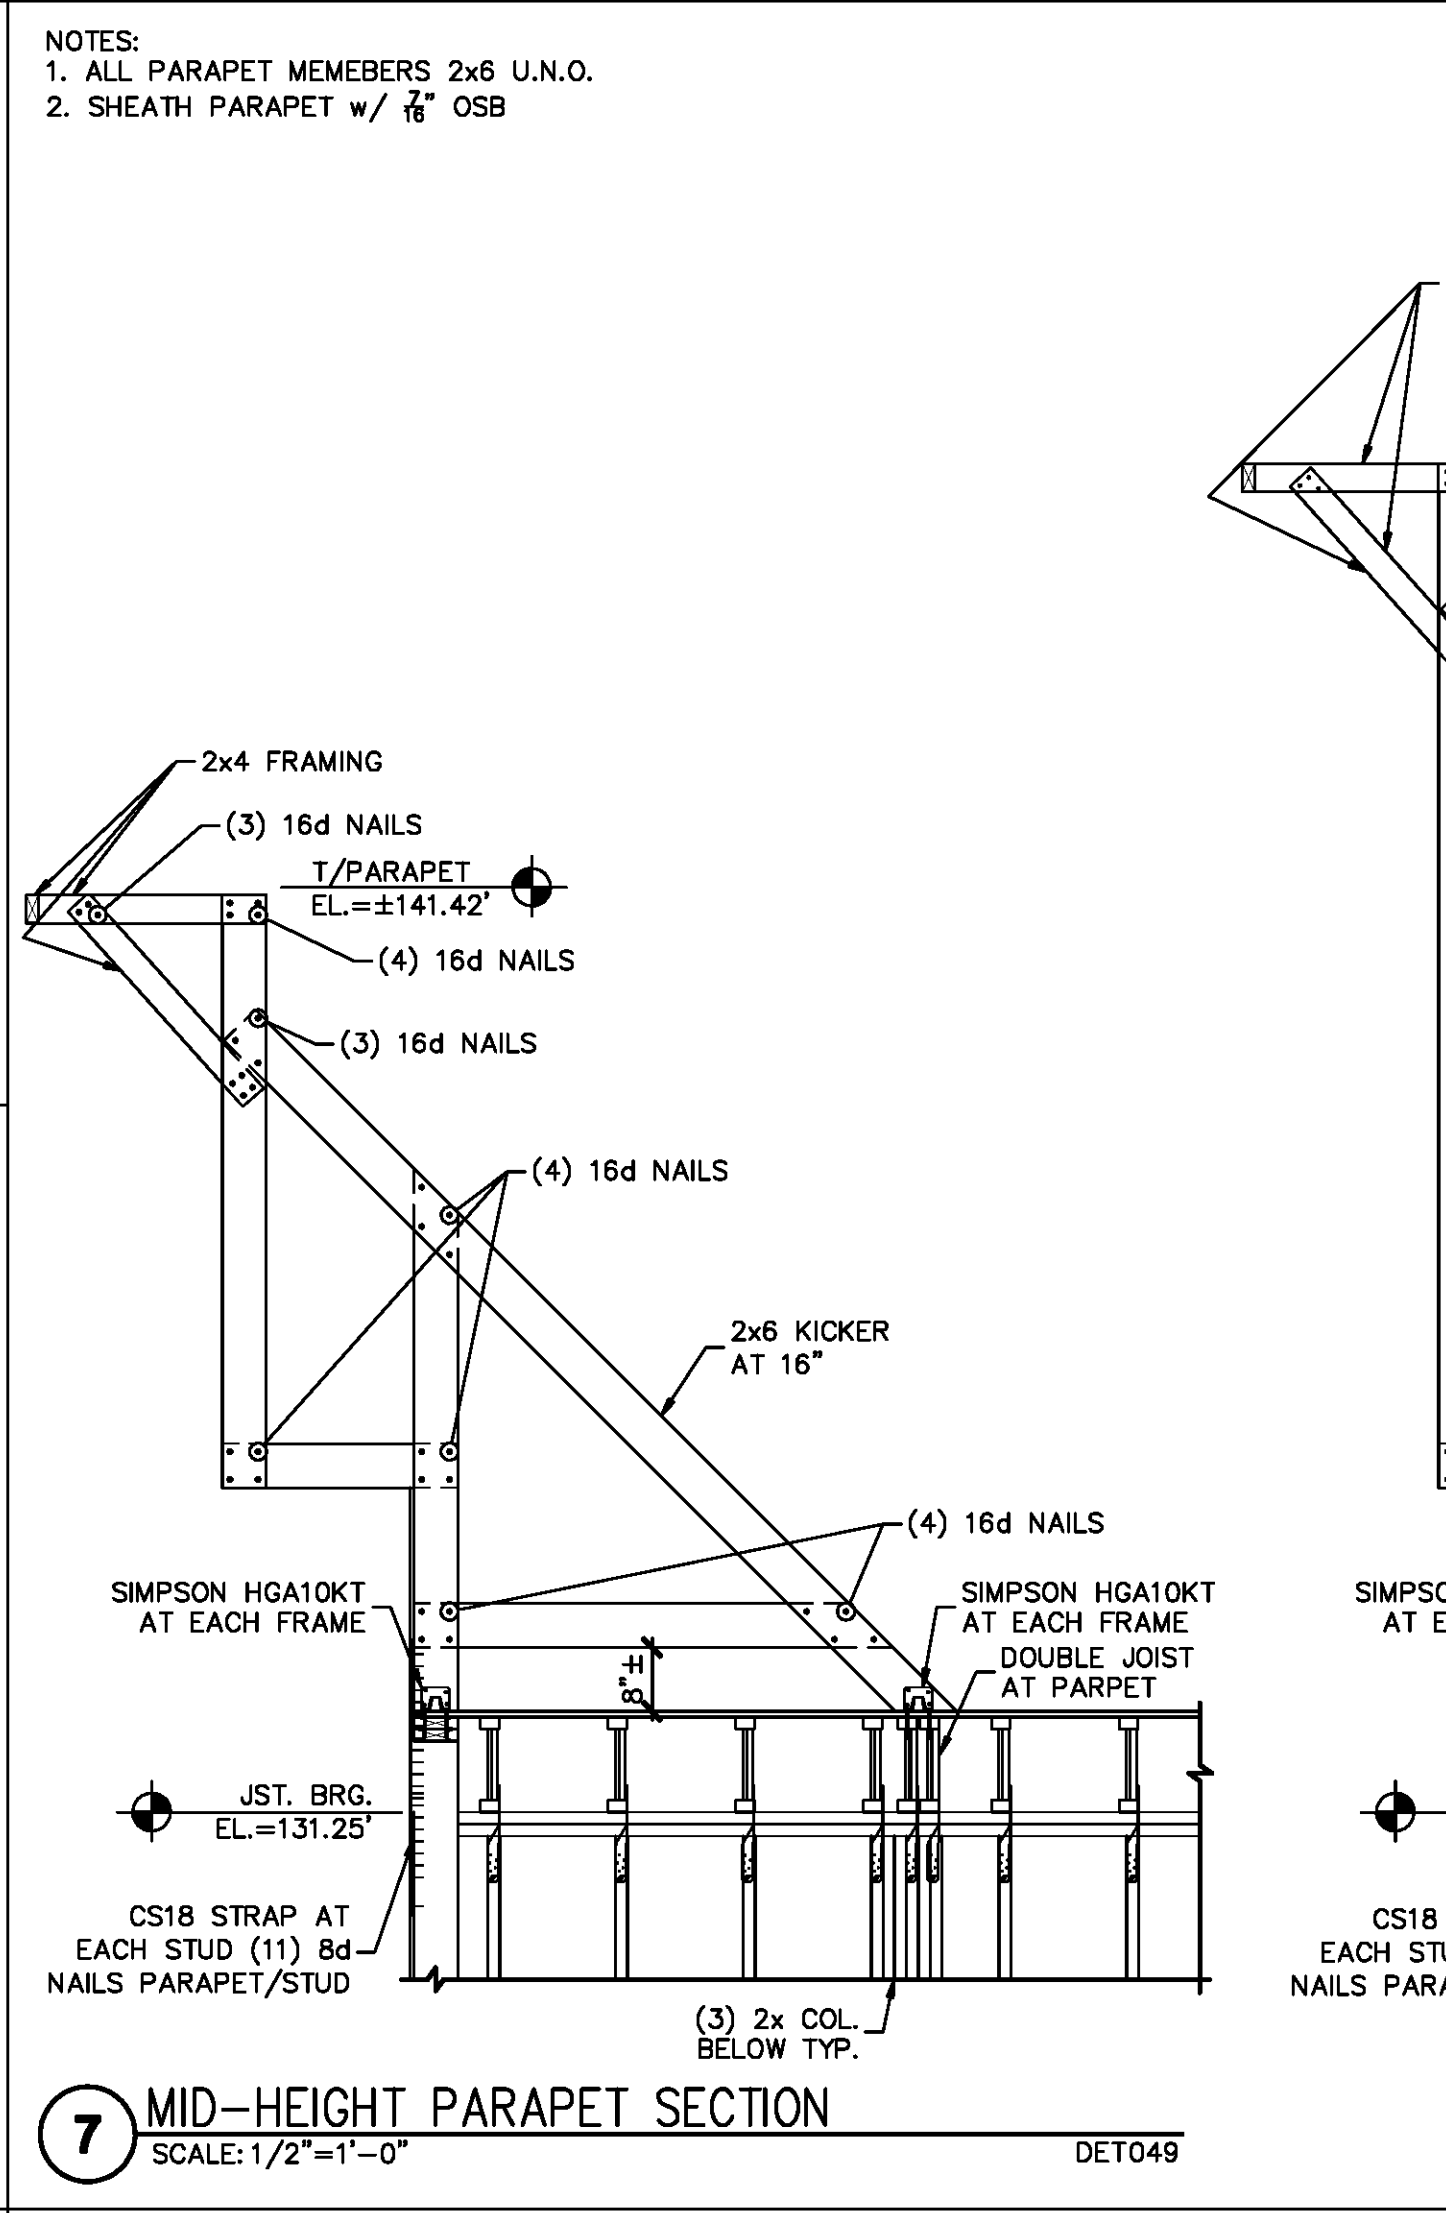 NOTES:
1. ALL PARAPET MEMEBERS 2x6 U.N.O.
2. SHEATH PARAPET w/ 7/16" OSB
2x4 FRAMING
(3) 16d NAILS
T/PARAPET
EL.=±141.42'
(4) 16d NAILS
(3) 16d NAILS
(4) 16d NAILS
2x6 KICKER
AT 16"
(4) 16d NAILS
SIMPSON HGA10KT
AT EACH FRAME
SIMPSON HGA10KT
AT EACH FRAME
DOUBLE JOIST
AT PARPET
8"±
JST. BRG.
EL.=131.25'
CS18 STRAP AT
EACH STUD (11) 8d
NAILS PARAPET/STUD
(3) 2x COL.
BELOW TYP.
7
MID-HEIGHT PARAPET SECTION
SCALE: 1/2"=1'-0"
DET049
SIMPSO
AT E
CS18
EACH STU
NAILS PARA